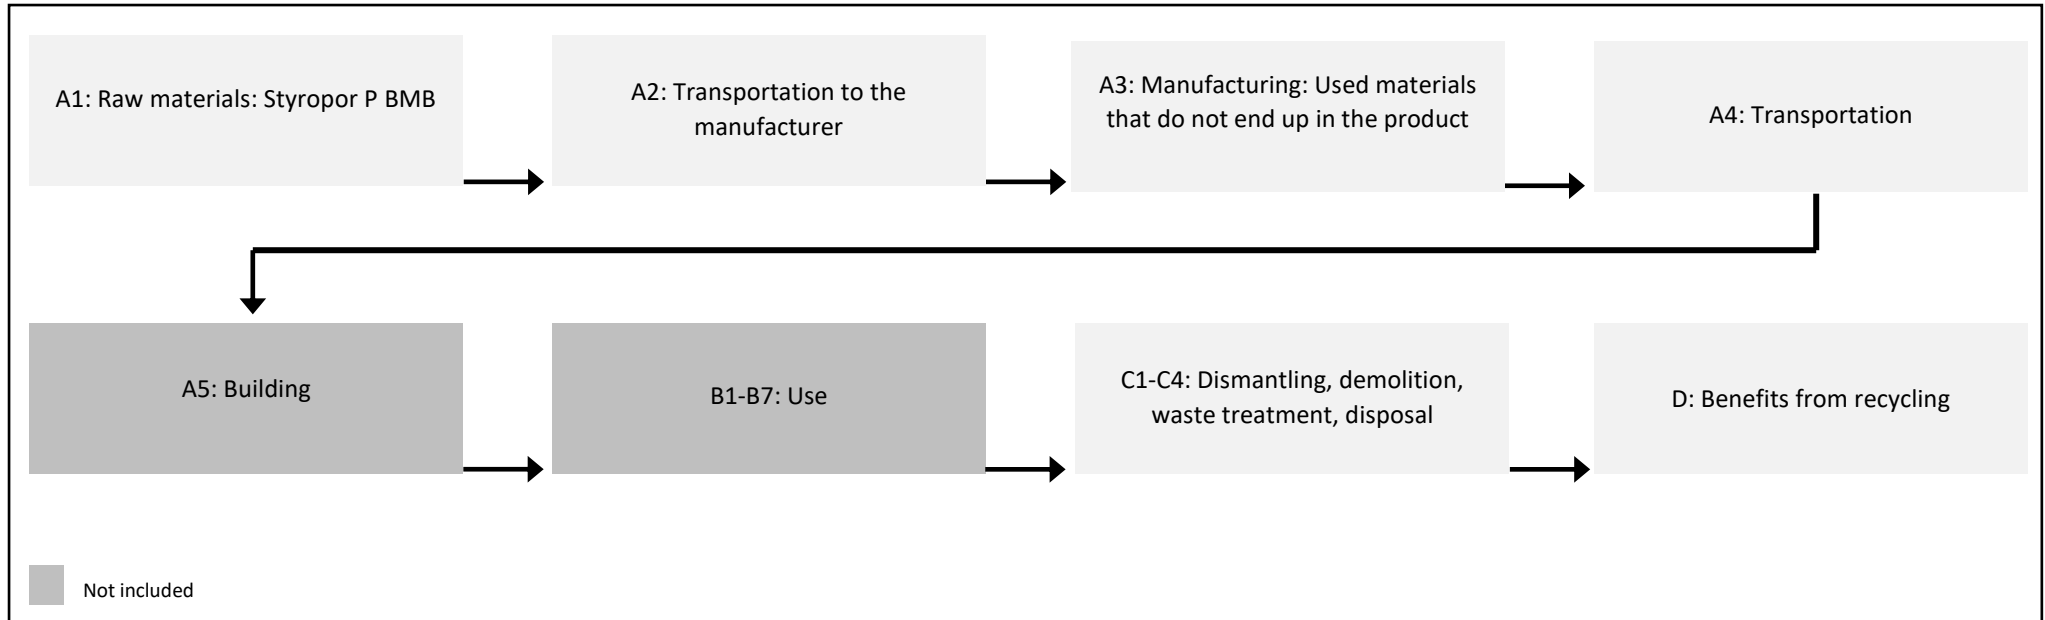 A1: Raw materials: Styropor P BMB
A2: Transportation to the
manufacturer
A3: Manufacturing: Used materials
that do not end up in the product
A4: Transportation
A5: Building
B1-B7: Use
C1-C4: Dismantling, demolition,
waste treatment, disposal
D: Benefits from recycling
Not included